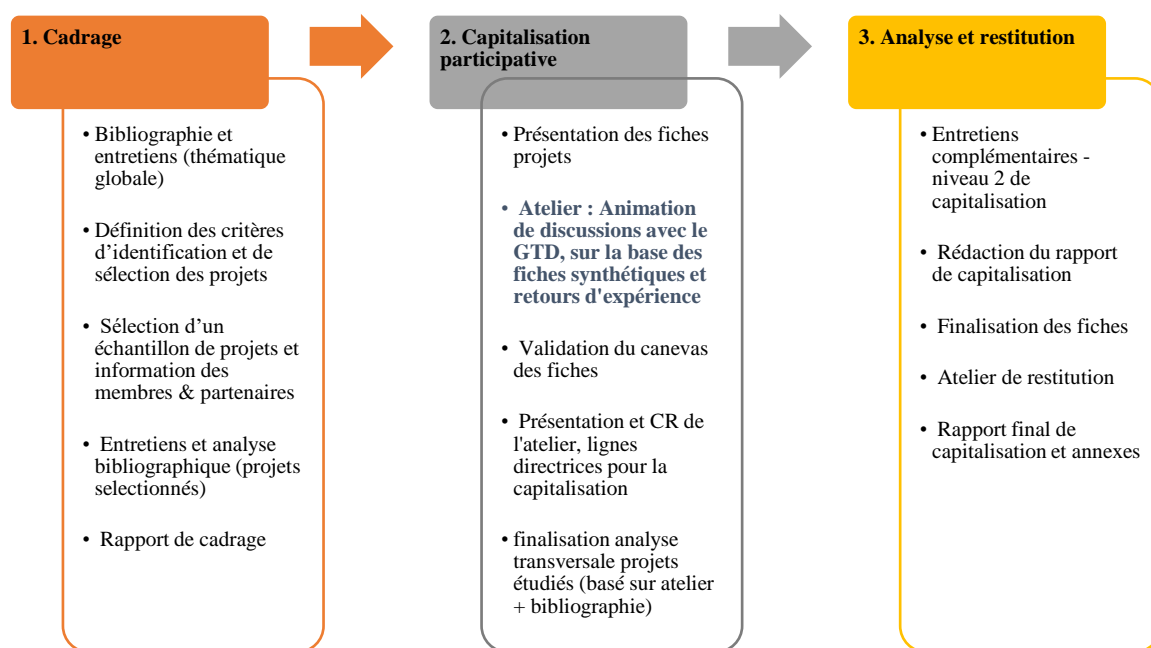 1. Cadrage
• Bibliographie et
entretiens (thématique
globale)
• Définition des critères
d’identification et de
sélection des projets
• Sélection d’un
échantillon de projets et
information des
membres & partenaires
• Entretiens et analyse
bibliographique (projets
selectionnés)
• Rapport de cadrage
2. Capitalisation
participative
• Présentation des fiches
projets
• Atelier : Animation
de discussions avec le
GTD, sur la base des
fiches synthétiques et
retours d'expérience
• Validation du canevas
des fiches
• Présentation et CR de
l'atelier, lignes
directrices pour la
capitalisation
• finalisation analyse
transversale projets
étudiés (basé sur atelier
+ bibliographie)
3. Analyse et restitution
• Entretiens
complémentaires -
niveau 2 de
capitalisation
• Rédaction du rapport
de capitalisation
• Finalisation des fiches
• Atelier de restitution
• Rapport final de
capitalisation et annexes